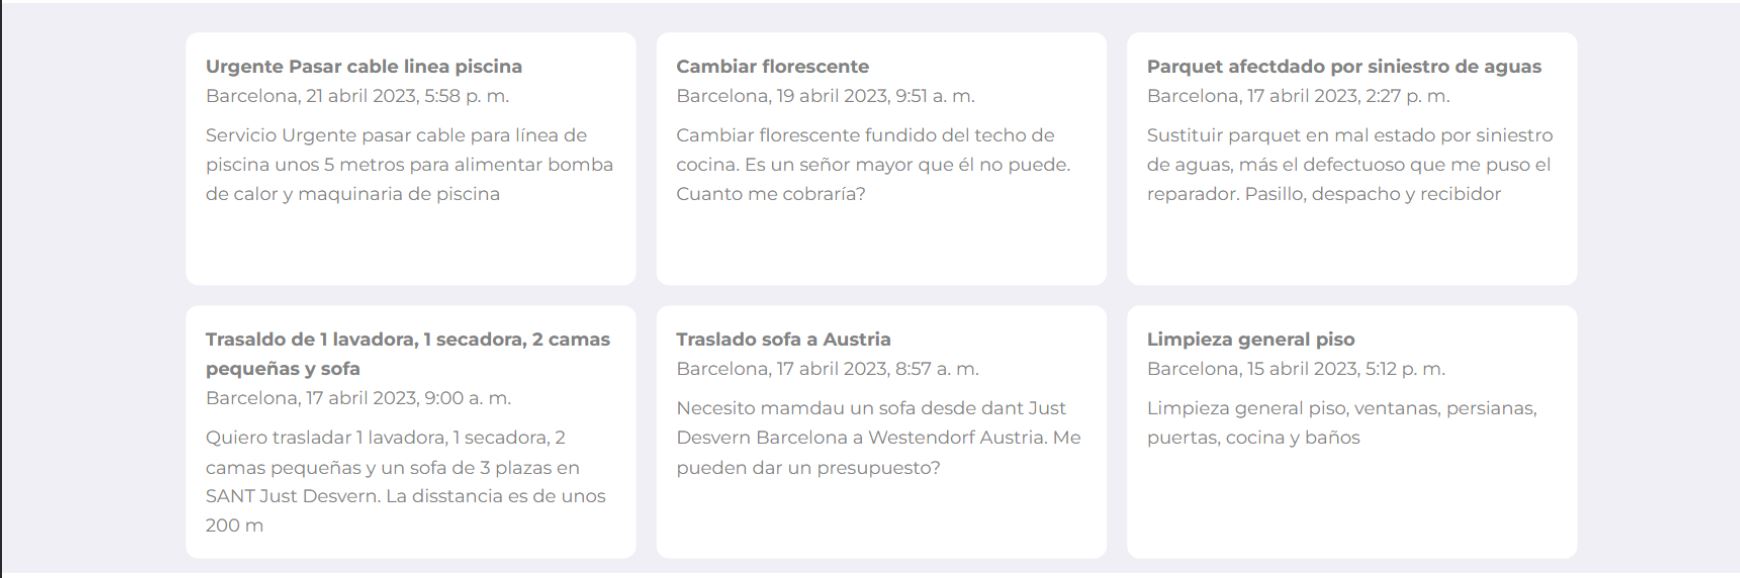 Urgente Pasar cable linea piscina
Barcelona, 21 abril 2023, 5:58 p. m.
Servicio Urgente pasar cable para línea de
piscina unos 5 metros para alimentar bomba
de calor y maquinaria de piscina
Cambiar florescente
Barcelona, 19 abril 2023, 9:51 a. m.
Cambiar florescente fundido del techo de
cocina. Es un señor mayor que él no puede.
Cuanto me cobraría?
Parquet afectdado por siniestro de aguas
Barcelona, 17 abril 2023, 2:27 p. m.
Sustituir parquet en mal estado por siniestro
de aguas, más el defectuoso que me puso el
reparador. Pasillo, despacho y recibidor
Trasaldo de 1 lavadora, 1 secadora, 2 camas
pequeñas y sofa
Barcelona, 17 abril 2023, 9:00 a. m.
Quiero trasladar 1 lavadora, 1 secadora, 2
camas pequeñas y un sofa de 3 plazas en
SANT Just Desvern. La disstancia es de unos
200 m
Traslado sofa a Austria
Barcelona, 17 abril 2023, 8:57 a. m.
Necesito mamdau un sofa desde dant Just
Desvern Barcelona a Westendorf Austria. Me
pueden dar un presupuesto?
Limpieza general piso
Barcelona, 15 abril 2023, 5:12 p. m.
Limpieza general piso, ventanas, persianas,
puertas, cocina y baños